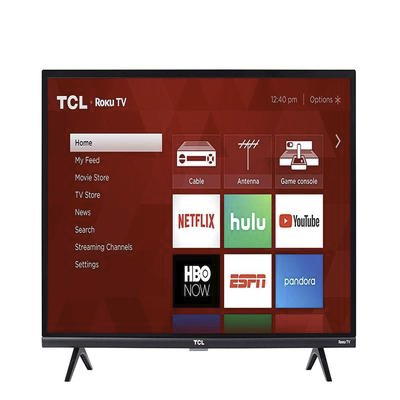 TCL • Roku TV
12:40 pm | Options
Home
My Feed
Movie Store
TV Store
News
Search
Streaming Channels
Settings
Cable
Antenna
Game console
NETFLIX
hulu
YouTube
HBO
NOW
ESPN
pandora
TCL
Roku TV